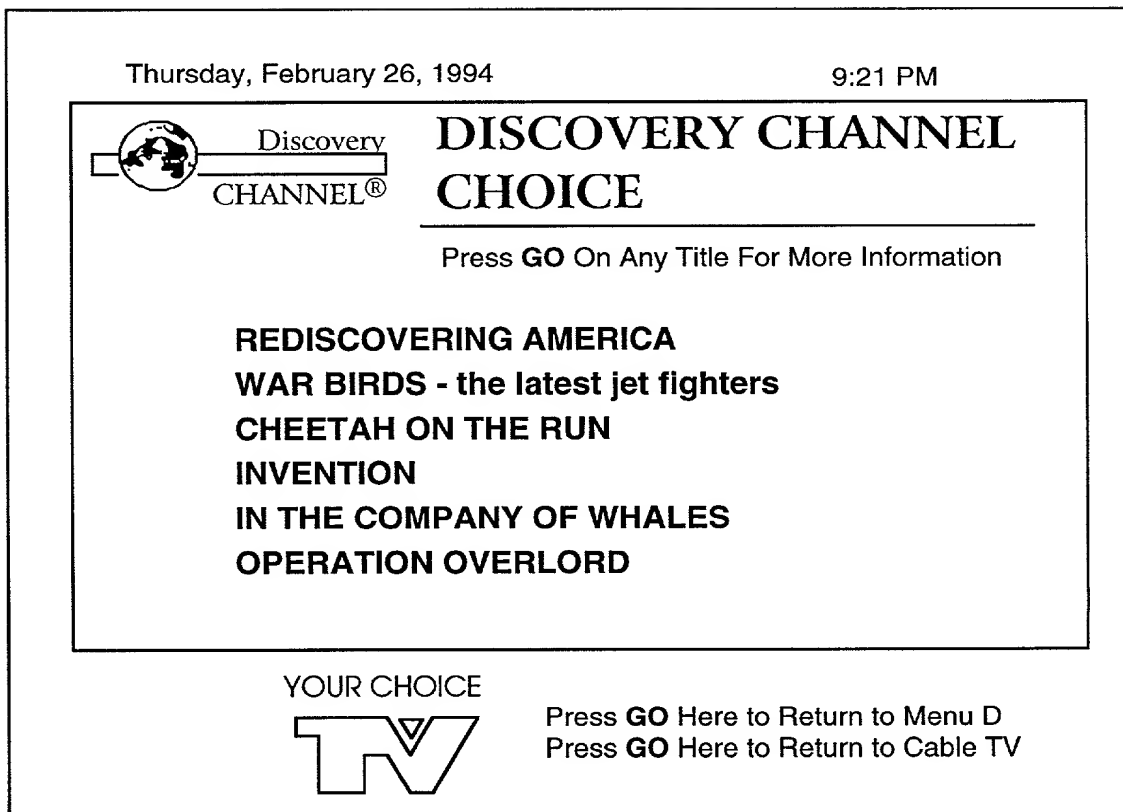 Thursday, February 26, 1994 9:21 PM
Discovery
CHANNEL®
DISCOVERY CHANNEL
CHOICE
Press GO On Any Title For More Information
REDISCOVERING AMERICA
WAR BIRDS - the latest jet fighters
CHEETAH ON THE RUN
INVENTION
IN THE COMPANY OF WHALES
OPERATION OVERLORD
YOUR CHOICE
TV
Press GO Here to Return to Menu D
Press GO Here to Return to Cable TV